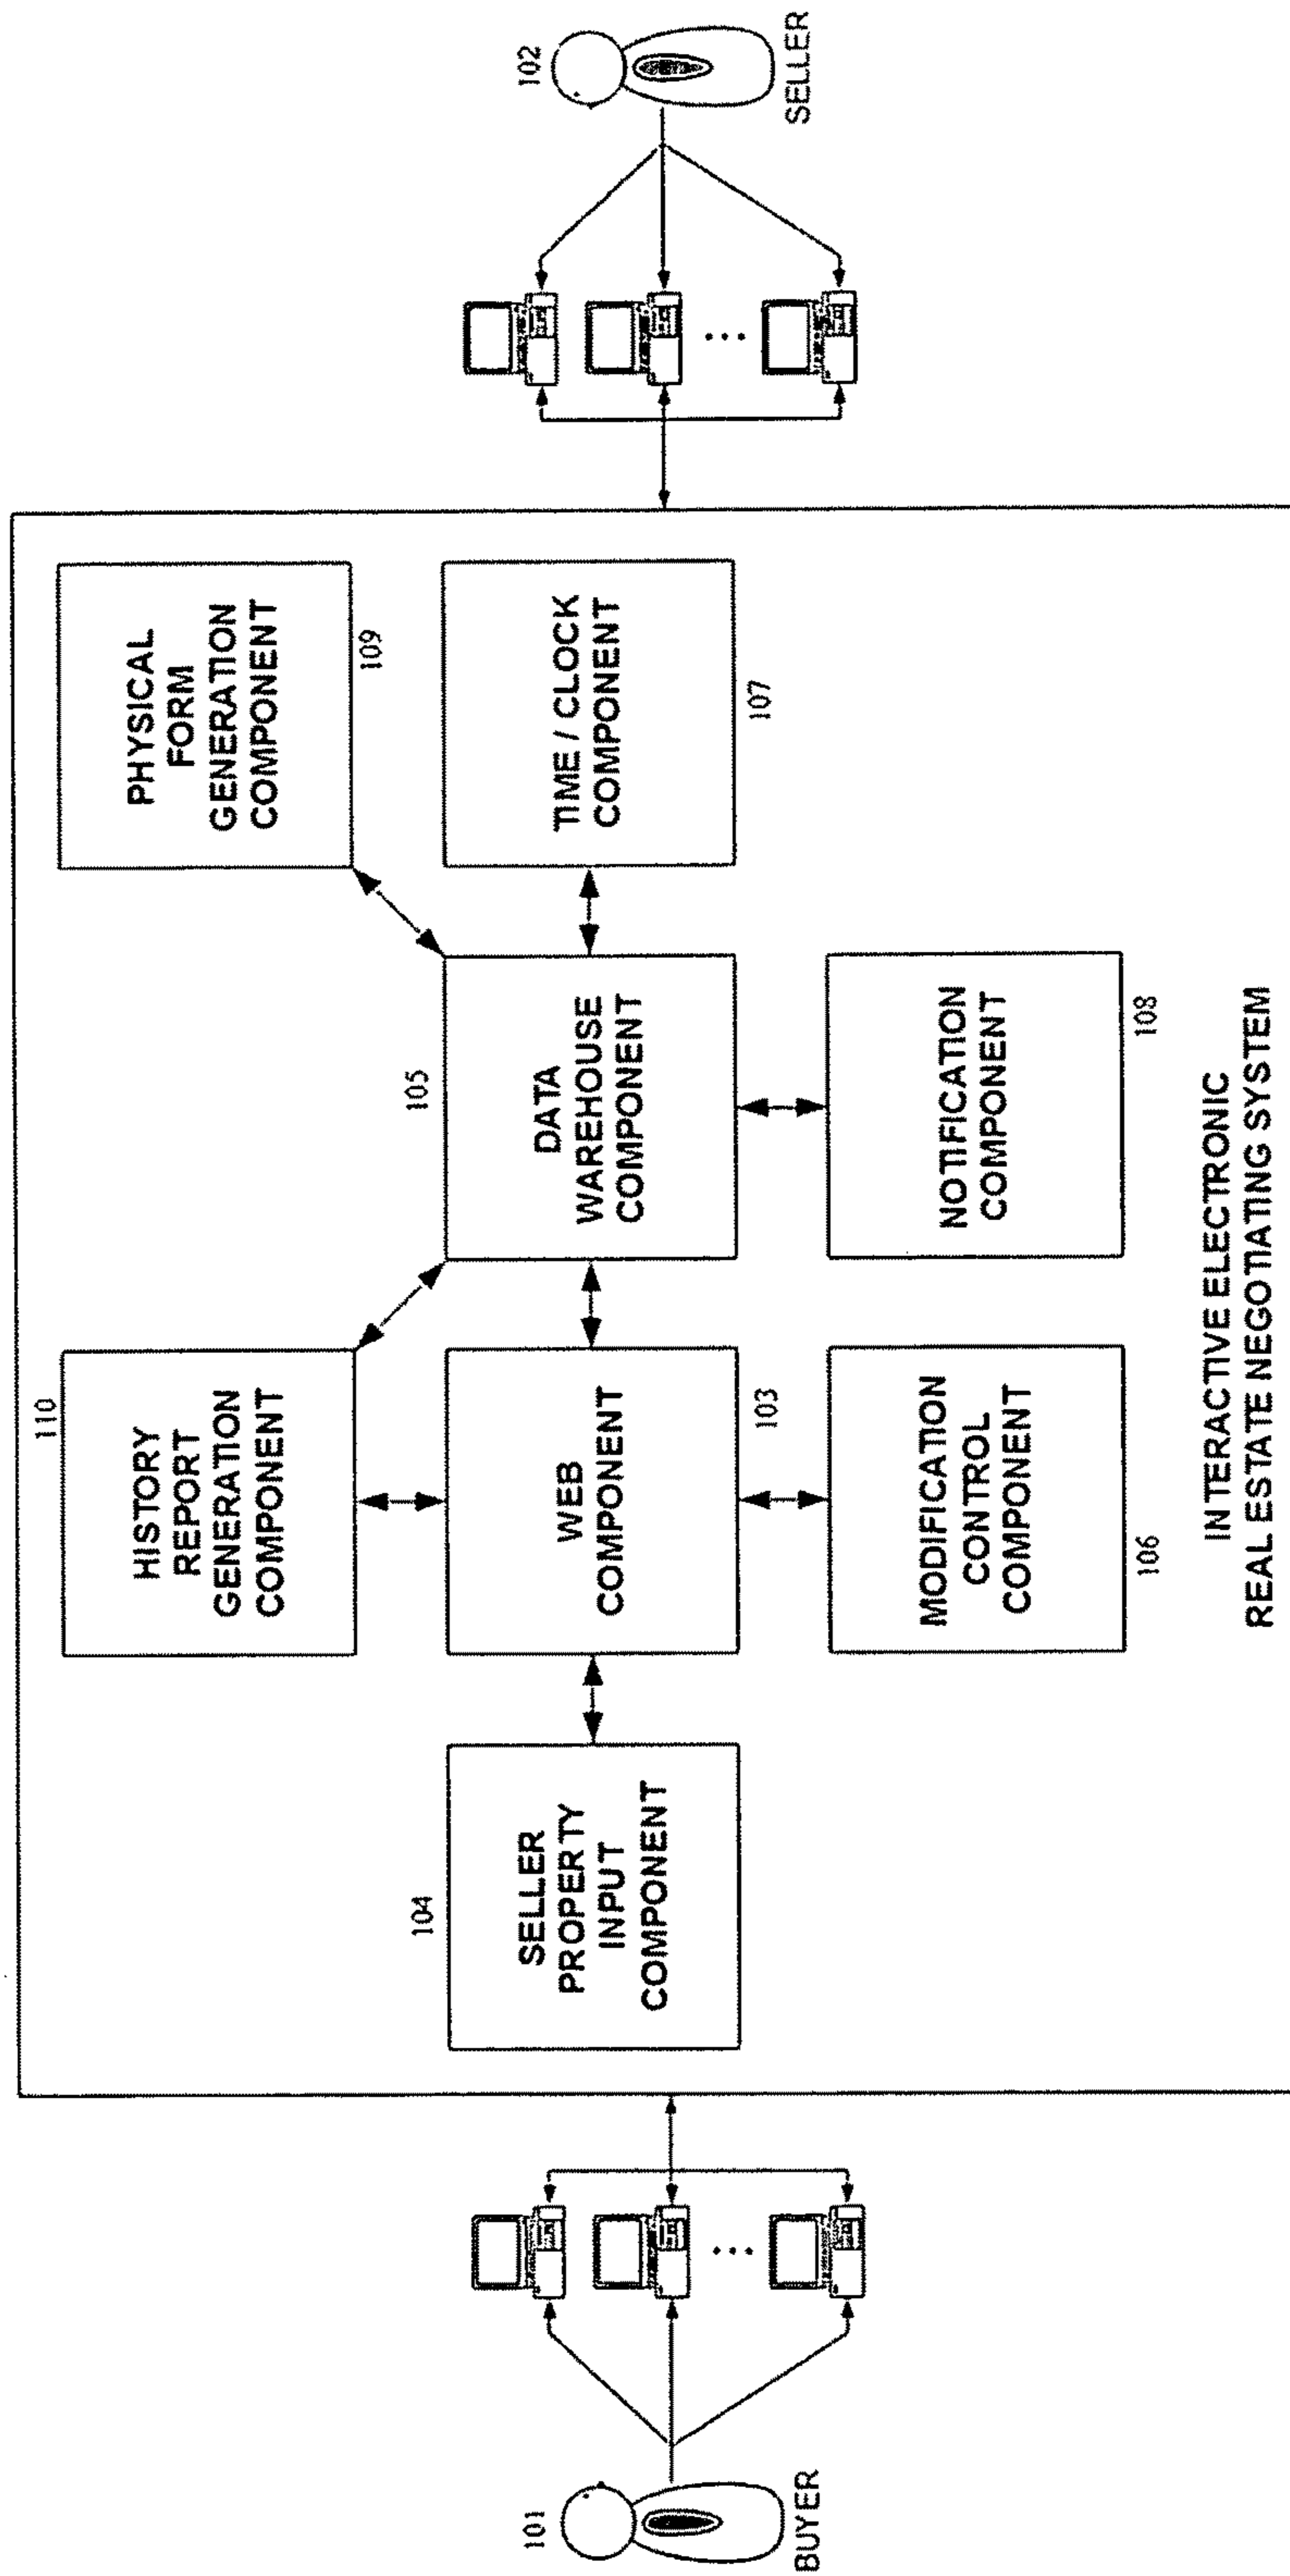 110
HISTORY
REPORT
GENERATION
COMPONENT
PHYSICAL
FORM
GENERATION
COMPONENT
109
101
BUYER
104
SELLER
PROPERTY
INPUT
COMPONENT
WEB
COMPONENT
103
105
DATA
WAREHOUSE
COMPONENT
TIME / CLOCK
COMPONENT
107
102
SELLER
MODIFICATION
CONTROL
COMPONENT
106
NOTIFICATION
COMPONENT
108
INTERACTIVE ELECTRONIC
REAL ESTATE NEGOTIATING SYSTEM